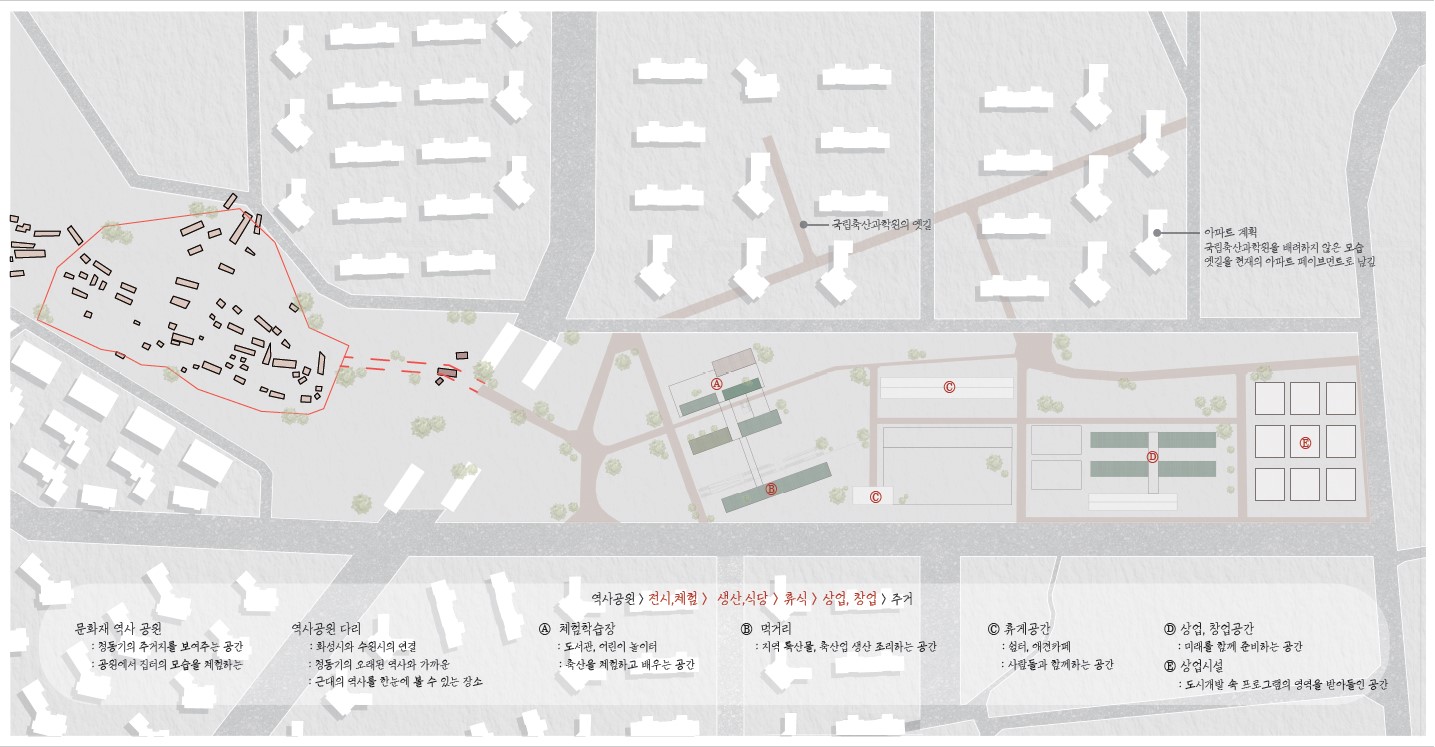 국립축산과학원의 옛길
아파트 계획
국립축산과학원을 배려하지 않은 모습
옛길을 현재의 아파트 페이브먼트로 남김
Ⓐ
Ⓑ
Ⓒ
Ⓒ
Ⓓ
Ⓔ
역사공원 > 전시,체험 > 생산,식당 > 휴식 > 상업, 창업 > 주거
문화재 역사 공원
: 청동기의 주거지를 보여주는 공간
: 공원에서 집터의 모습을 체험하는
역사공원 다리
: 화성시와 수원시의 연결
: 청동기의 오래된 역사와 가까운
: 근대의 역사를 한눈에 볼 수 있는 장소
Ⓐ 체험학습장
: 도서관, 어린이 놀이터
: 축산을 체험하고 배우는 공간
Ⓑ 먹거리
: 지역 특산물, 축산업 생산 조리하는 공간
Ⓒ 휴게공간
: 쉼터, 애견카페
: 사람들과 함께하는 공간
Ⓓ 상업, 창업공간
: 미래를 함께 준비하는 공간
Ⓔ 상업시설
: 도시개발 속 프로그램의 영역을 받아들인 공간